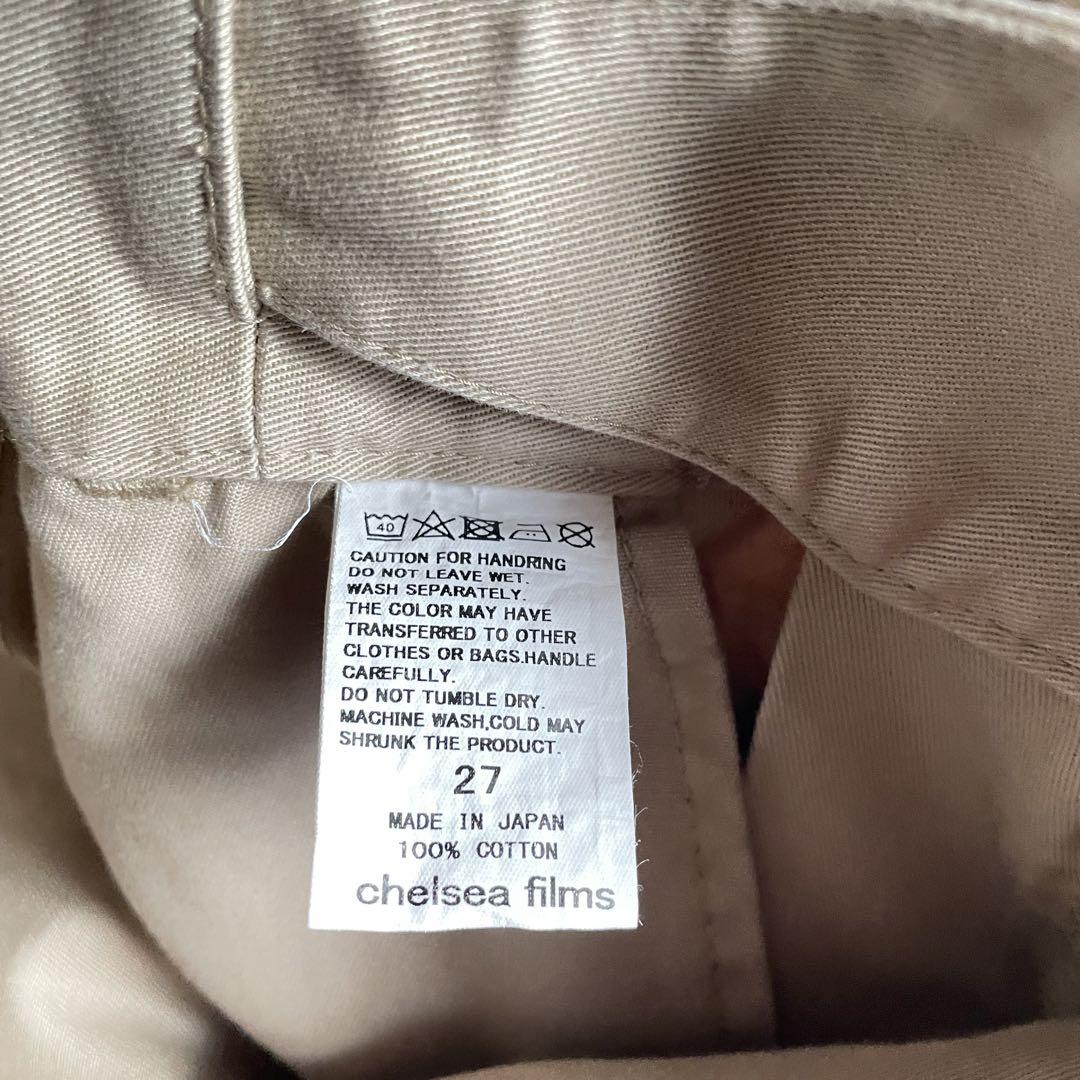 40
CAUTION FOR HANDRING
DO NOT LEAVE WET.
WASH SEPARATELY.
THE COLOR MAY HAVE
TRANSFERRED TO OTHER
CLOTHES OR BAGS.HANDLE
CAREFULLY.
DO NOT TUMBLE DRY.
MACHINE WASH,COLD MAY
SHRUNK THE PRODUCT.
27
MADE IN JAPAN
100% COTTON
chelsea films